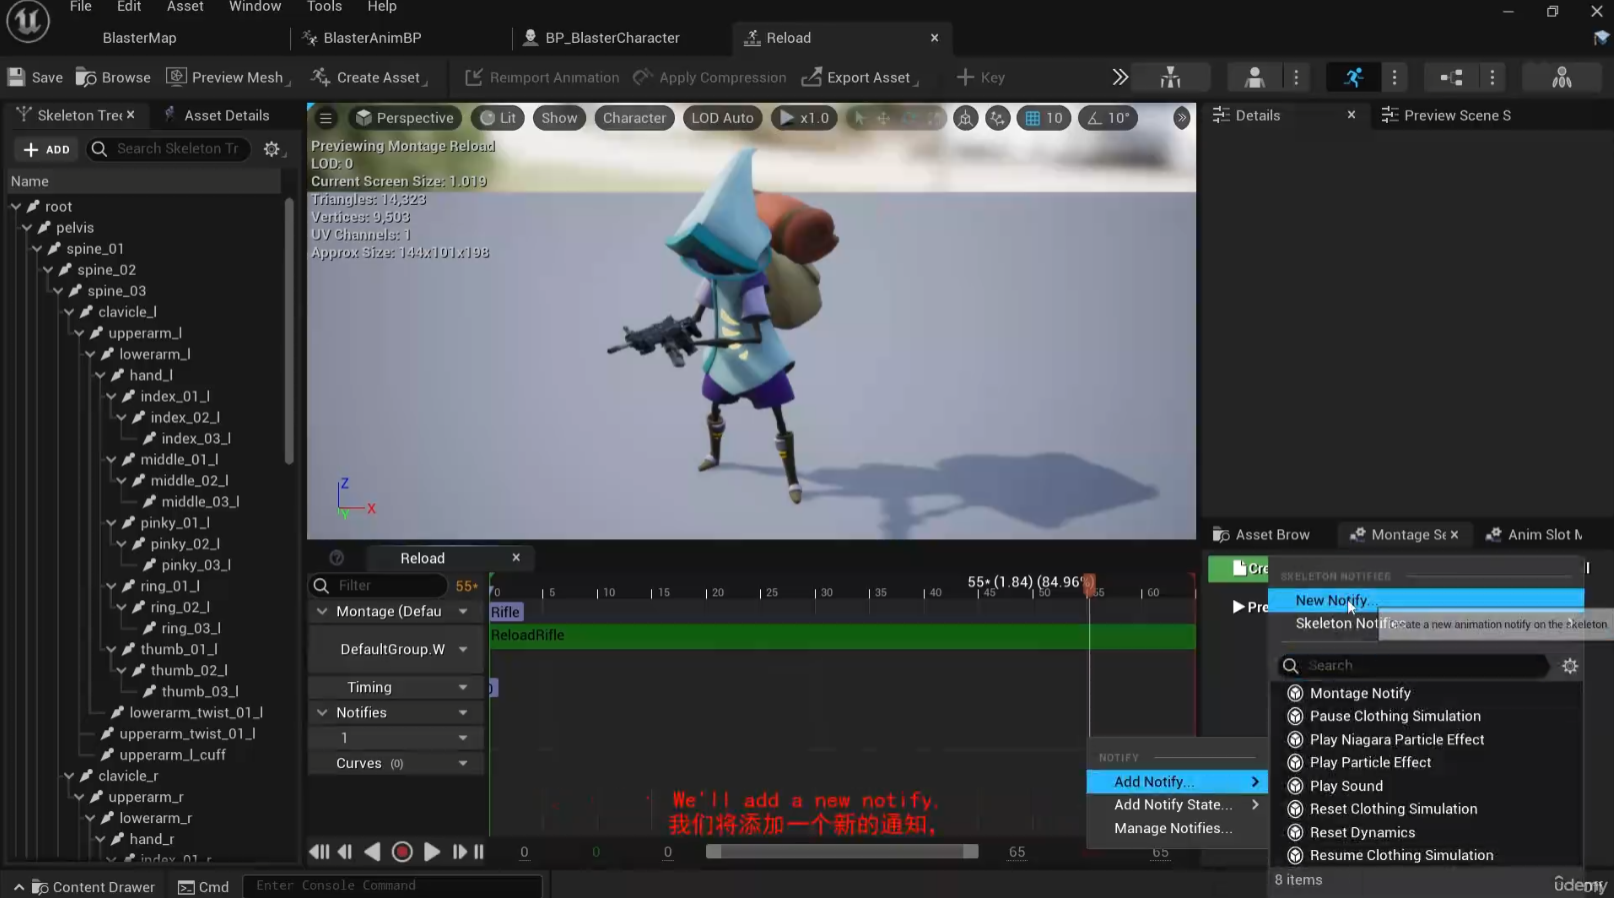 File Edit Asset Window Tools Help
BlasterMap BlasterAnimBP BP_BlasterCharacter Reload
Save Browse Preview Mesh Create Asset Reimport Animation Apply Compression Export Asset Key
Skeleton Tre Asset Details
ADD Search Skeleton Tr
Name
root
pelvis
spine_01
spine_02
spine_03
clavicle_l
upperarm_l
lowerarm_l
hand_l
index_01_l
index_02_l
index_03_l
middle_01_l
middle_02_l
middle_03_l
pinky_01_l
pinky_02_l
pinky_03_l
ring_01_l
ring_02_l
ring_03_l
thumb_01_l
thumb_02_l
thumb_03_l
lowerarm_twist_01_l
upperarm_twist_01_l
upperarm_l_cuff
clavicle_r
upperarm_r
lowerarm_r
hand_r
index_01_r
Perspective Lit Show Character LOD Auto x1.0 10 10°
Previewing Montage Reload
LOD: 0
Current Screen Size: 1.019
Triangles: 14,323
Vertices: 9,503
UV Channels: 1
Approx Size: 144x101x198
Z
X
Y
Details Preview Scene S
Reload
Filter 55*
55* (1.84) (84.96%)
0 5 10 15 20 25 30 35 40 45 50 55 60
Montage (Defau
Rifle
DefaultGroup.W
ReloadRifle
Timing
Notifies
1
Curves (0)
We'll add a new notify,
我们将添加一个新的通知,
0 0 0 65 65
Asset Brow Montage Se Anim Slot M
Cre
Pre
SKELETON NOTIFIES
New Notify...
Skeleton Notifies
Create a new animation notify on the skeleton
Search
Montage Notify
Pause Clothing Simulation
Play Niagara Particle Effect
Play Particle Effect
Play Sound
Reset Clothing Simulation
Reset Dynamics
Resume Clothing Simulation
8 items
NOTIFY
Add Notify...
Add Notify State...
Manage Notifies...
Content Drawer Cmd Enter Console Command
ûdemy